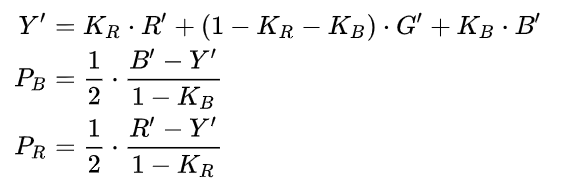 Y′ = K_R · R′ + (1 − K_R − K_B) · G′ + K_B · B′
P_B = 1/2 · (B′ − Y′)/(1 − K_B)
P_R = 1/2 · (R′ − Y′)/(1 − K_R)